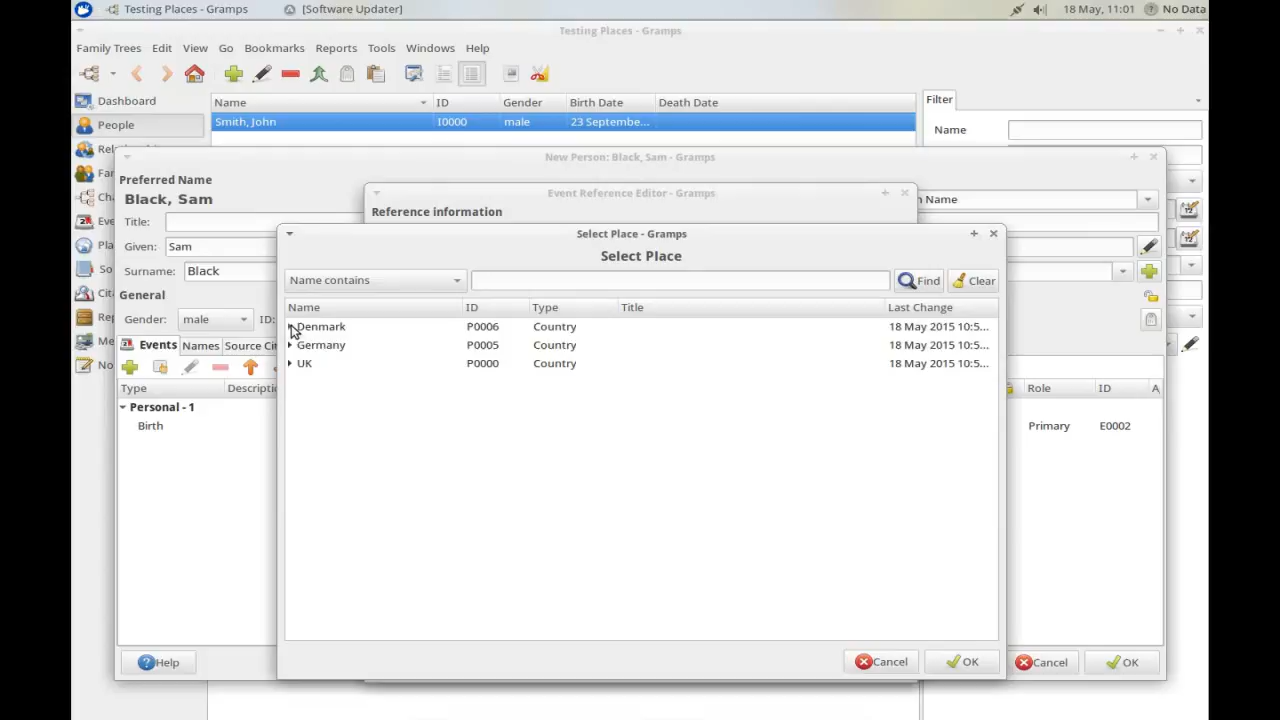 Testing Places - Gramps [Software Updater] 18 May, 11:01 No Data
Testing Places - Gramps
Family Trees Edit View Go Bookmarks Reports Tools Windows Help
Dashboard Name ID Gender Birth Date Death Date Filter
People Smith, John I0000 male 23 Septembe... Name
New Person: Black, Sam - Gramps
Preferred Name
Black, Sam
Event Reference Editor - Gramps
Reference information
Title:
Given: Sam
Surname: Black
General
Gender: male ID:
Events Names Source
Type
Personal - 1
Birth
Help
Select Place - Gramps
Select Place
Name contains Find Clear
Name ID Type Title Last Change
Denmark P0006 Country 18 May 2015 10:5...
Germany P0005 Country 18 May 2015 10:5...
UK P0000 Country 18 May 2015 10:5...
Cancel OK
Name
Role ID A
Primary E0002
Cancel OK